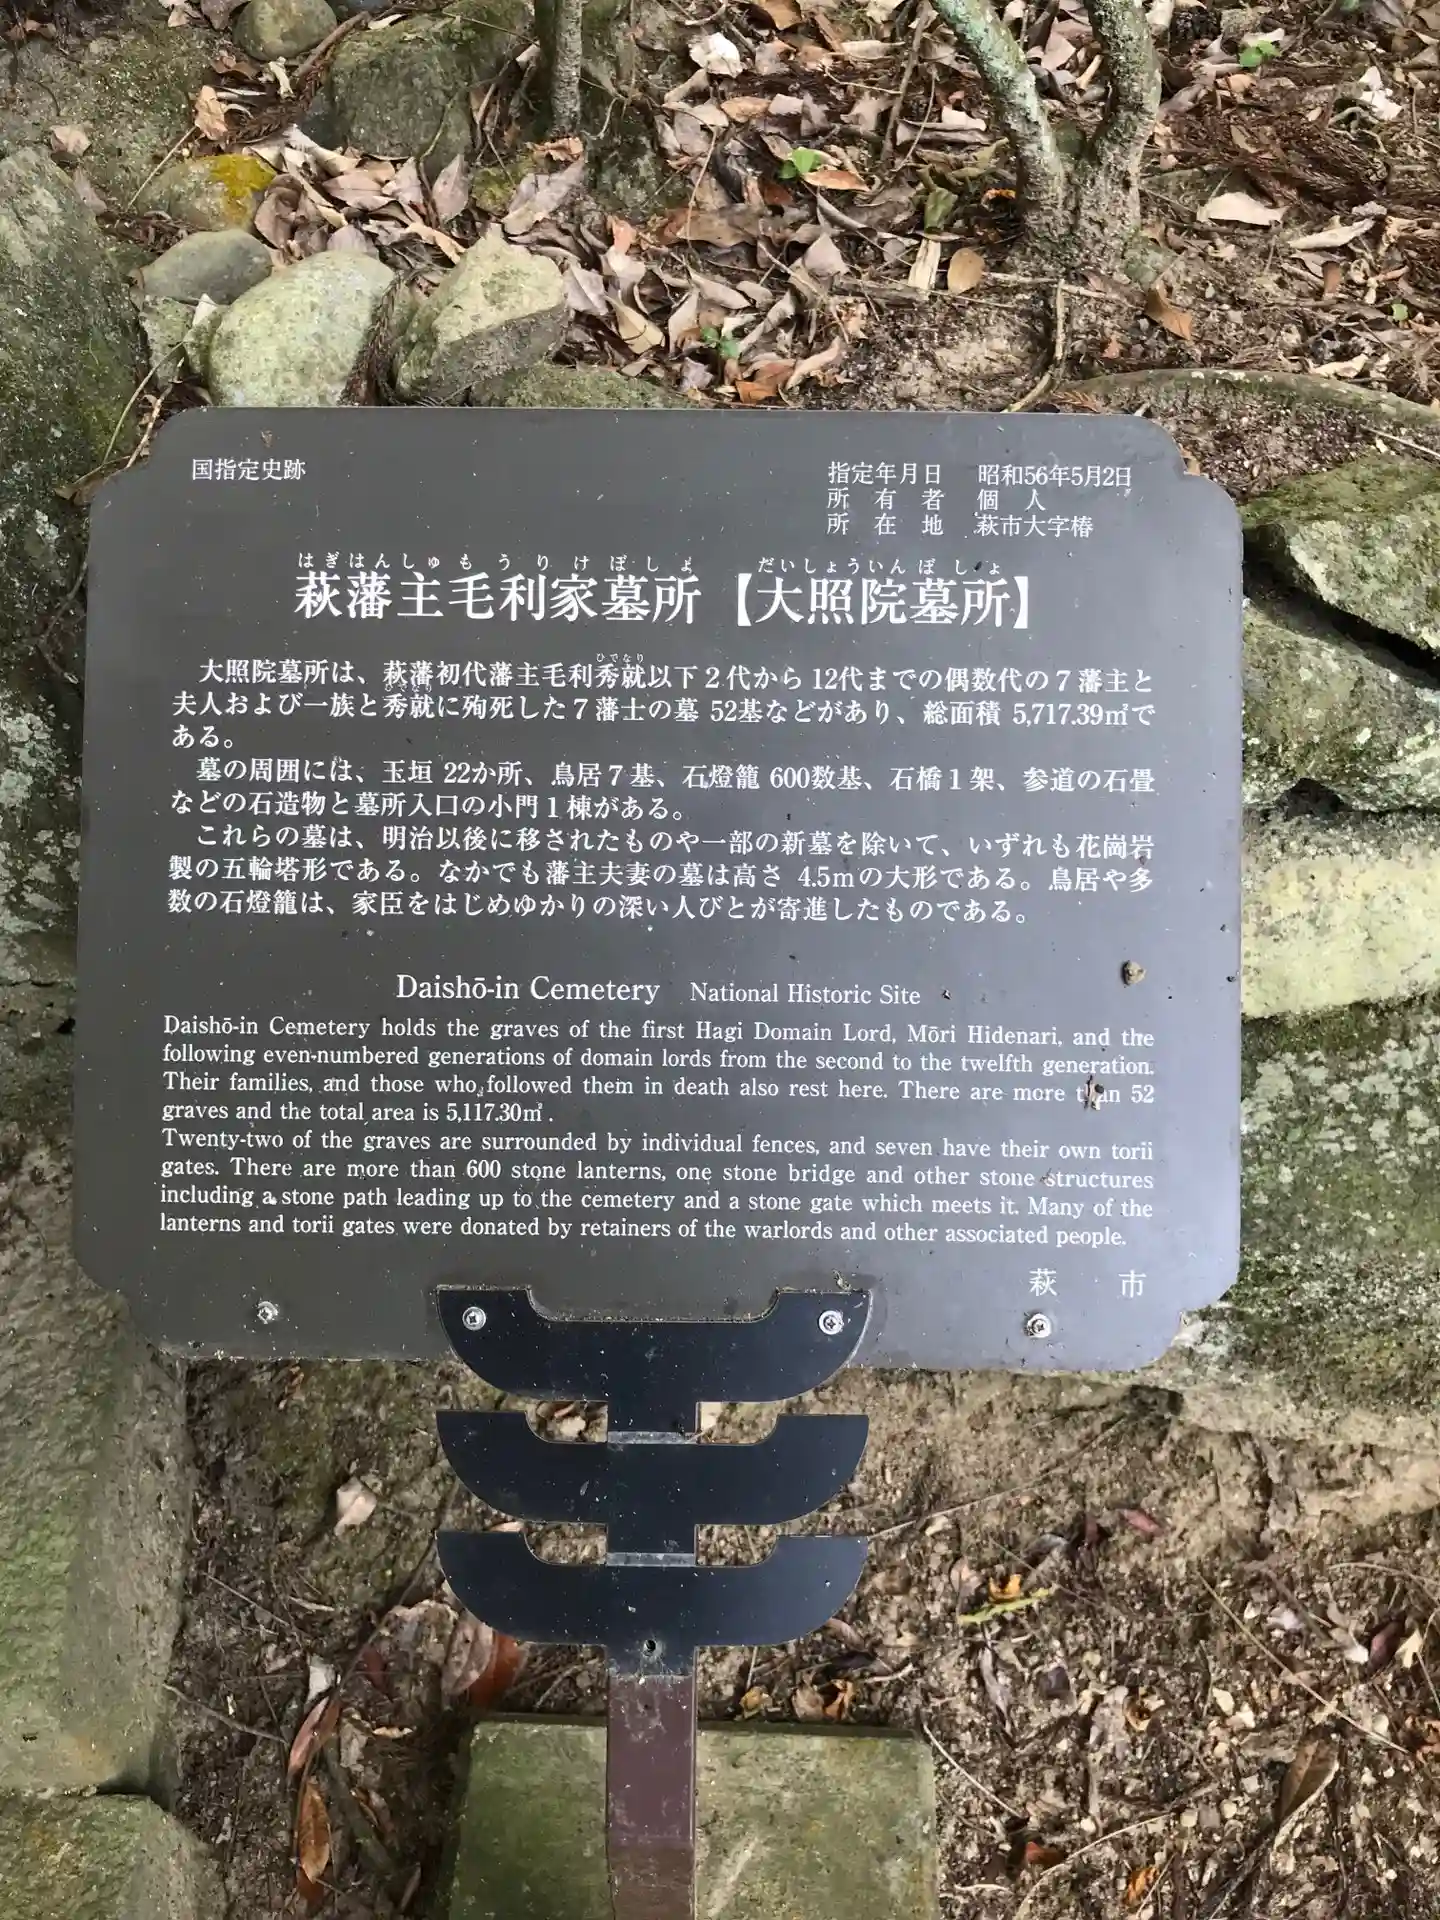 国指定史跡
指定年月日 昭和56年5月2日
所有者 個人
所在地 萩市大字椿
はぎはんしゅもうりけぼしょ だいしょういんぼしょ
萩藩主毛利家墓所【大照院墓所】
ひでなり
大照院墓所は、萩藩初代藩主毛利秀就以下2代から12代までの偶数代の7藩主と
ひでなり
夫人および一族と秀就に殉死した7藩士の墓 52基などがあり、総面積 5,717.39㎡で
ある。
墓の周囲には、玉垣 22か所、鳥居7基、石燈籠 600数基、石橋1架、参道の石畳
などの石造物と墓所入口の小門1棟がある。
これらの墓は、明治以後に移されたものや一部の新墓を除いて、いずれも花崗岩
製の五輪塔形である。なかでも藩主夫妻の墓は高さ 4.5mの大形である。鳥居や多
数の石燈籠は、家臣をはじめゆかりの深い人びとが寄進したものである。
Daishō-in Cemetery National Historic Site
Daishō-in Cemetery holds the graves of the first Hagi Domain Lord, Mōri Hidenari, and the
following even-numbered generations of domain lords from the second to the twelfth generation.
Their families, and those who followed them in death also rest here. There are more than 52
graves and the total area is 5,117.30㎡.
Twenty-two of the graves are surrounded by individual fences, and seven have their own torii
gates. There are more than 600 stone lanterns, one stone bridge and other stone structures
including a stone path leading up to the cemetery and a stone gate which meets it. Many of the
lanterns and torii gates were donated by retainers of the warlords and other associated people.
萩 市